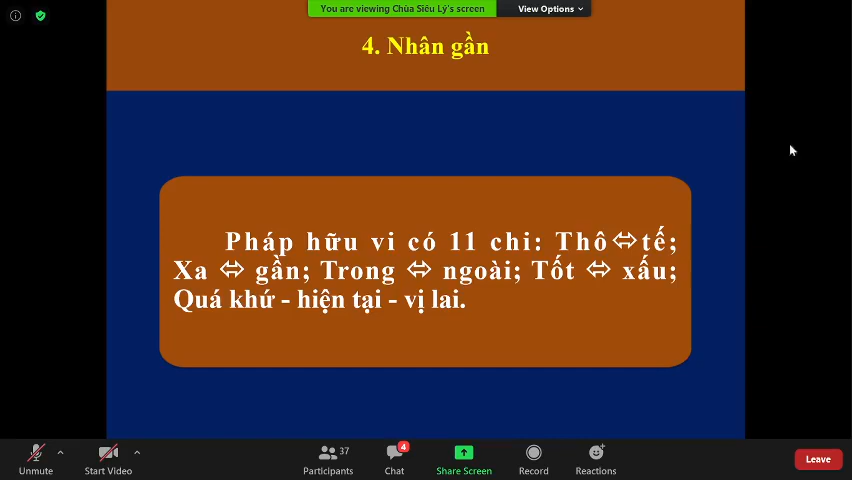 You are viewing Chùa Siêu Lý's screen
View Options
4. Nhân gần
Pháp hữu vi có 11 chi: Thô⬄tế;
Xa ⬄ gần; Trong ⬄ ngoài; Tốt ⬄ xấu;
Quá khứ - hiện tại - vị lai.
Unmute
Start Video
37
Participants
4
Chat
Share Screen
Record
Reactions
Leave